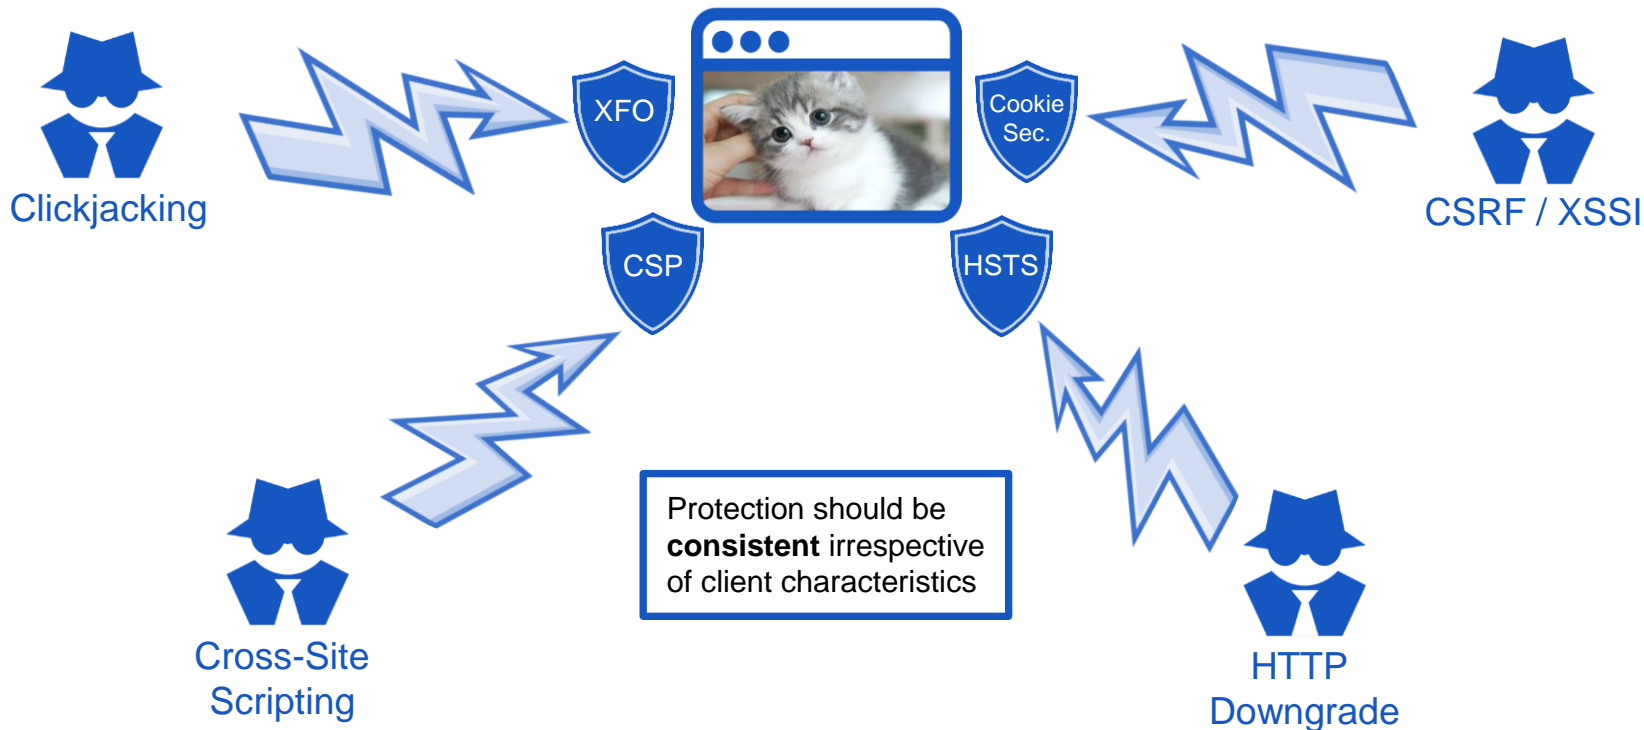 XFO
Cookie
Sec.
Clickjacking
CSRF / XSSI
CSP
HSTS
Protection should be
consistent irrespective
of client characteristics
Cross-Site
Scripting
HTTP
Downgrade